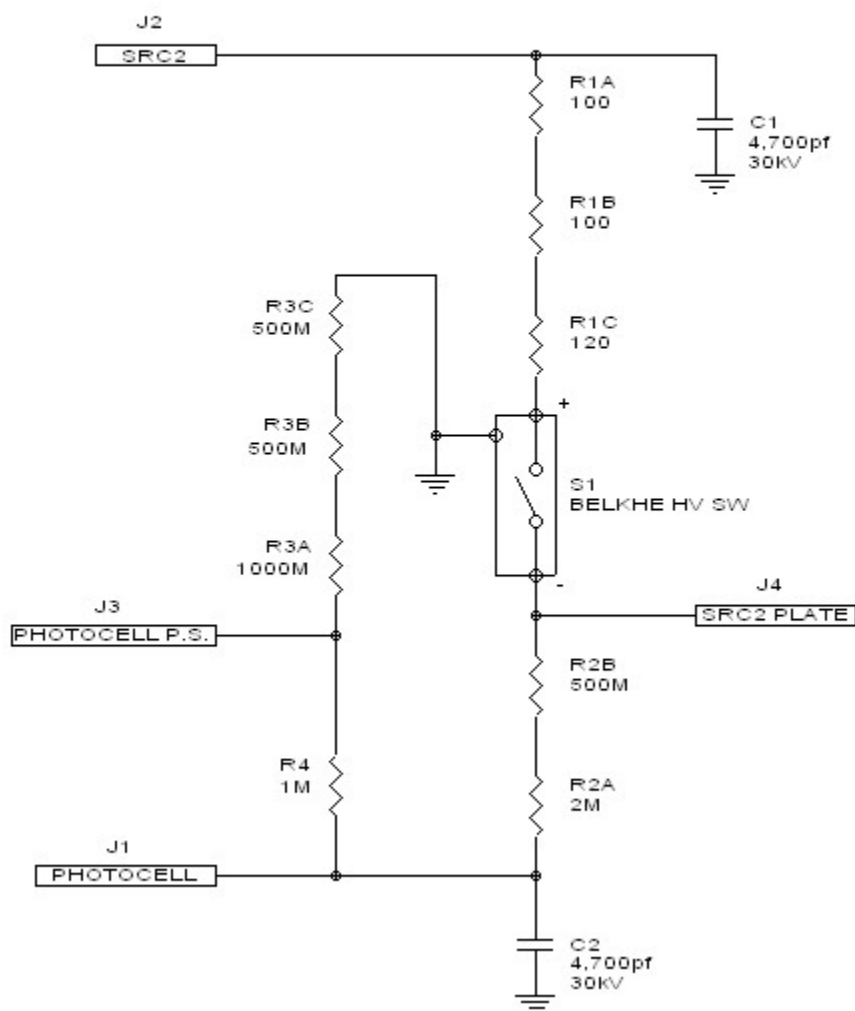 J2
SRC2
R1A
100
C1
4,700pf
30kV
R1B
100
R3C
500M
R1C
120
+
R3B
500M
S1
BELKHE HV SW
R3A
1000M
-
J3
PHOTOCELL P.S.
J4
SRC2 PLATE
R2B
500M
R4
1M
R2A
2M
J1
PHOTOCELL
C2
4,700pf
30kV